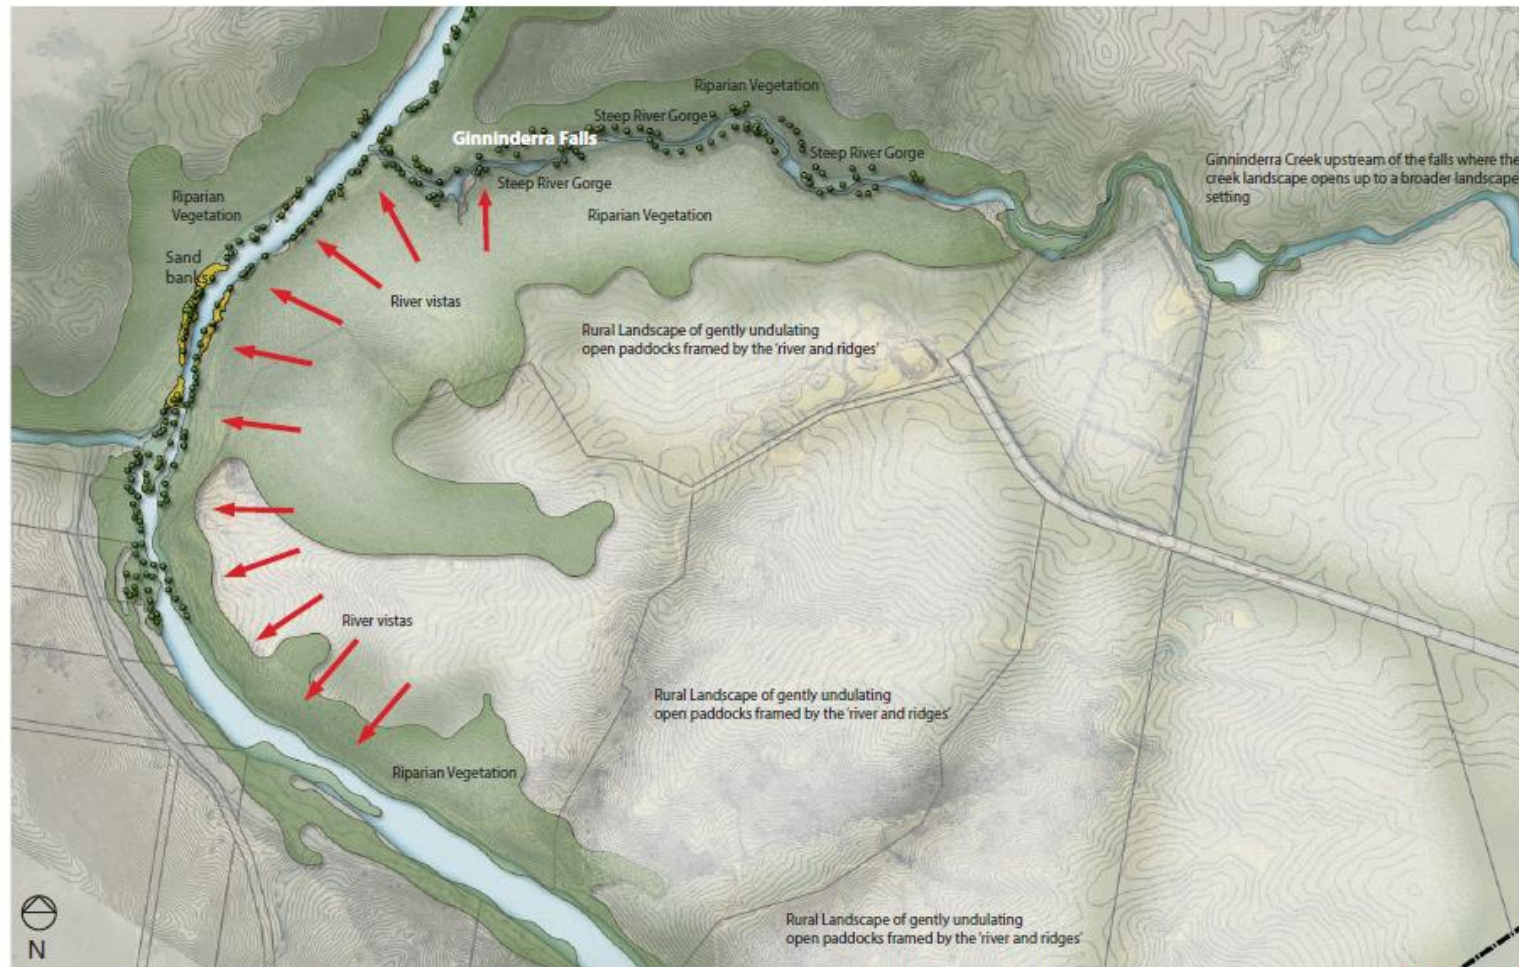 Riparian Vegetation
Steep River Gorge
Ginninderra Falls
Steep River Gorge
Ginninderra Creek upstream of the falls where the
creek landscape opens up to a broader landscape
setting
Steep River Gorge
Riparian
Vegetation
Riparian Vegetation
Sand
banks
River vistas
Rural Landscape of gently undulating
open paddocks framed by the 'river and ridges'
River vistas
Rural Landscape of gently undulating
open paddocks framed by the 'river and ridges'
Riparian Vegetation
Rural Landscape of gently undulating
open paddocks framed by the 'river and ridges'
N